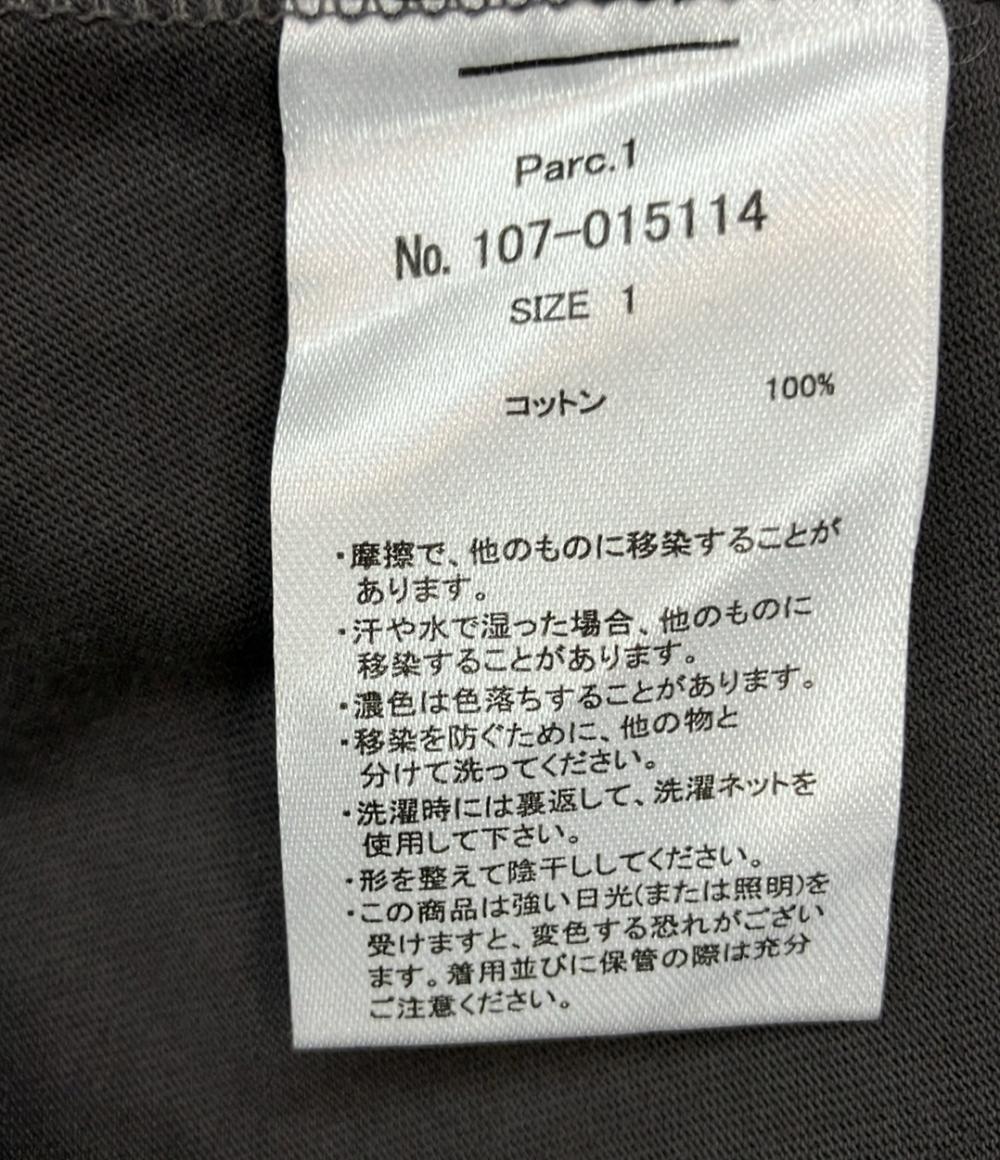 Parc.1
No. 107-015114
SIZE 1
コットン 100%
・摩擦で、他のものに移染することが
あります。
・汗や水で湿った場合、他のものに
移染することがあります。
・濃色は色落ちすることがあります。
・移染を防ぐために、他の物と
分けて洗ってください。
・洗濯時には裏返して、洗濯ネットを
使用して下さい。
・形を整えて陰干ししてください。
・この商品は強い日光(または照明)を
受けますと、変色する恐れがござい
ます。着用並びに保管の際は充分
ご注意ください。